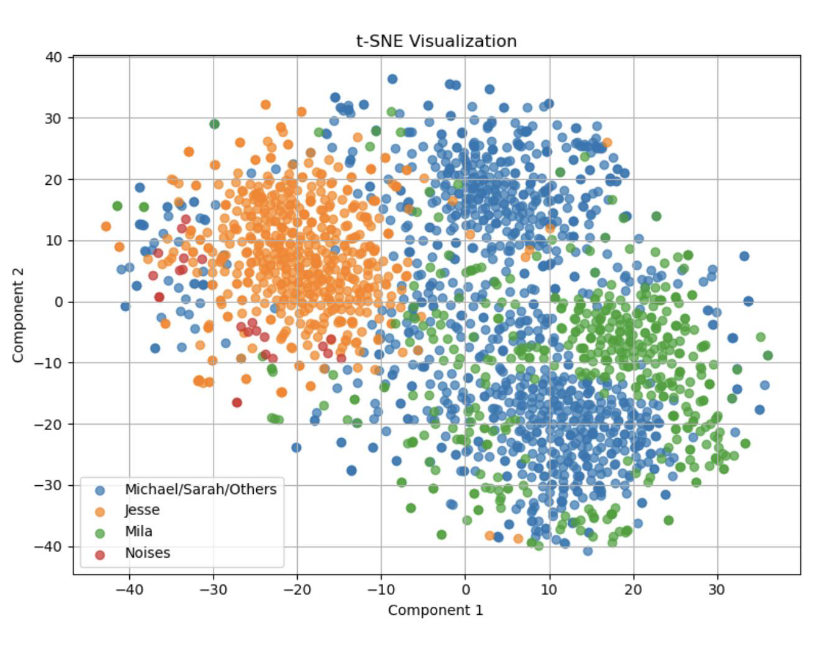 t-SNE Visualization
40
30
20
10
0
−10
−20
−30
−40
Component 2
Michael/Sarah/Others
Jesse
Mila
Noises
−40 −30 −20 −10 0 10 20 30
Component 1